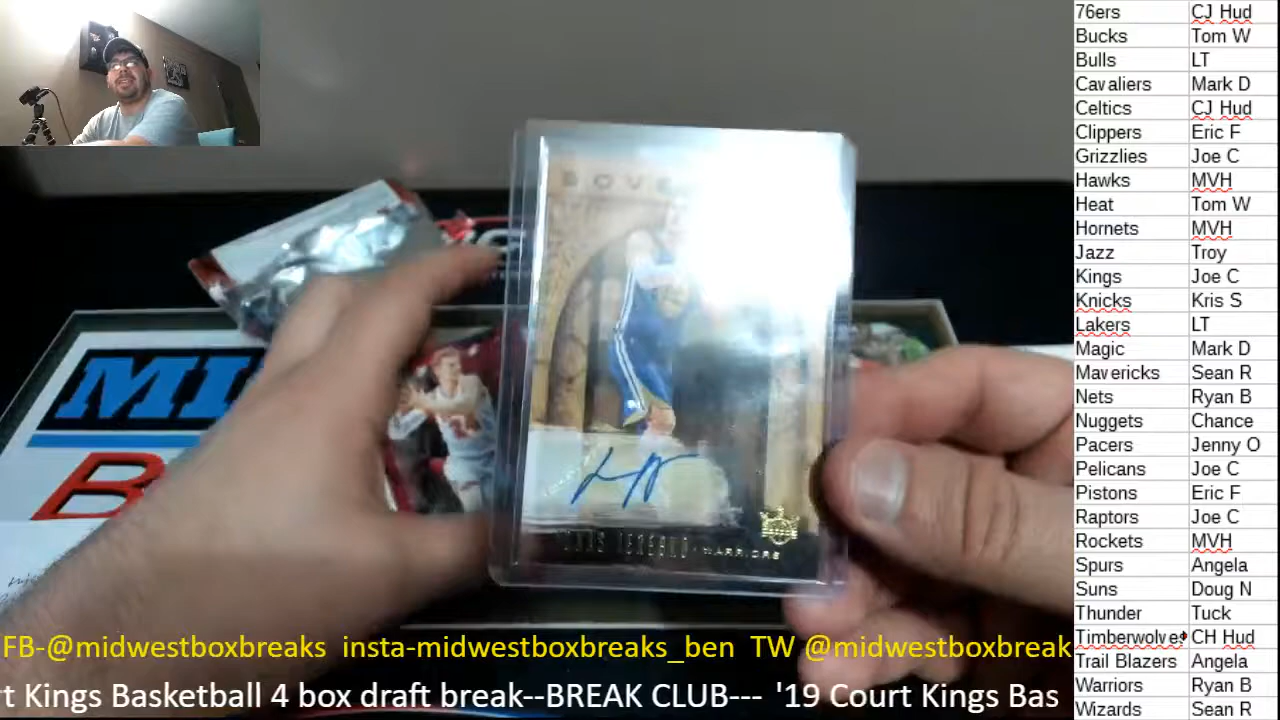 76ers CJ Hud
Bucks Tom W
Bulls LT
Cavaliers Mark D
Celtics CJ Hud
Clippers Eric F
Grizzlies Joe C
Hawks MVH
Heat Tom W
Hornets MVH
Jazz Troy
Kings Joe C
Knicks Kris S
Lakers LT
Magic Mark D
Mavericks Sean R
Nets Ryan B
Nuggets Chance
Pacers Jenny O
Pelicans Joe C
Pistons Eric F
Raptors Joe C
Rockets MVH
Spurs Angela
Suns Doug N
Thunder Tuck
Timberwolves CH Hud
Trail Blazers Angela
Warriors Ryan B
Wizards Sean R
WARRIORS
FB-@midwestboxbreaks insta-midwestboxbreaks_ben TW @midwestboxbreak
t Kings Basketball 4 box draft break--BREAK CLUB--- '19 Court Kings Bas